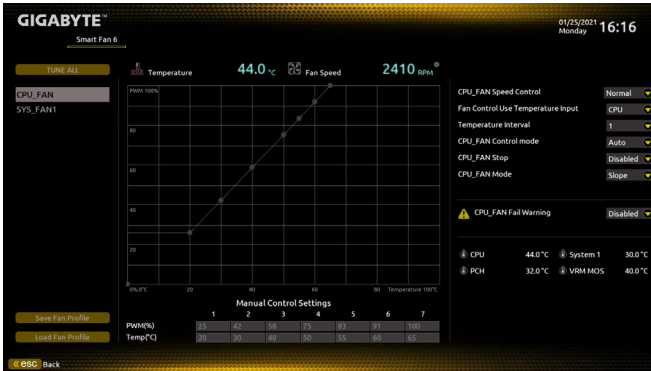 GIGABYTE™
Smart Fan 6
01/25/2021 Monday 16:16
TUNE ALL
Temperature 44.0 °C Fan Speed 2410 RPM
CPU_FAN
SYS_FAN1
PWM 100%
80
60
40
20
0%,0°C 20 40 60 80 Temperature 100°C
CPU_FAN Speed Control Normal
Fan Control Use Temperature Input CPU
Temperature Interval 1
CPU_FAN Control mode Auto
CPU_FAN Stop Disabled
CPU_FAN Mode Slope
CPU_FAN Fail Warning Disabled
CPU 44.0°C System 1 30.0°C
PCH 32.0°C VRM MOS 40.0°C
Manual Control Settings
1 2 3 4 5 6 7
PWM(%) 25 42 58 75 83 91 100
Temp(°C) 20 30 40 50 55 60 65
Save Fan Profile
Load Fan Profile
esc Back